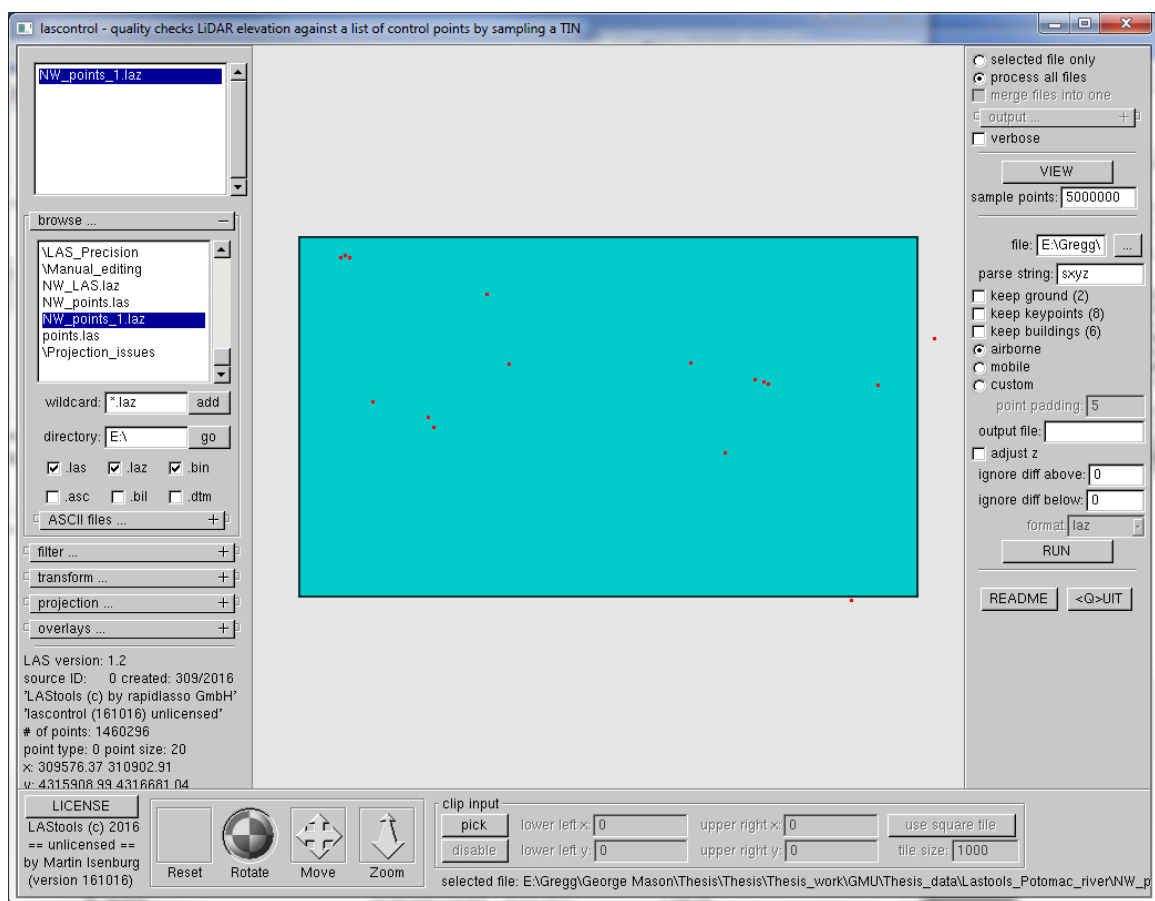 lascontrol - quality checks LiDAR elevation against a list of control points by sampling a TIN
NW_points_1.laz
browse ...
\LAS_Precision
\Manual_editing
NW_LAS.laz
NW_points.las
NW_points_1.laz
points.las
\Projection_issues
wildcard: *.laz add
directory: E:\ go
.las .laz .bin
.asc .bil .dtm
ASCII files ...
filter ...
transform ...
projection ...
overlays ...
LAS version: 1.2
source ID: 0 created: 309/2016
'LAStools (c) by rapidlasso GmbH'
'lascontrol (161016) unlicensed'
# of points: 1460296
point type: 0 point size: 20
x: 309576.37 310902.91
y: 4315908.99 4316681.04
selected file only
process all files
merge files into one
output ...
verbose
VIEW
sample points: 5000000
file: E:\Gregg\ ...
parse string: sxyz
keep ground (2)
keep keypoints (8)
keep buildings (6)
airborne
mobile
custom
point padding: 5
output file:
adjust z
ignore diff above: 0
ignore diff below: 0
format: laz
RUN
README <Q>UIT
LICENSE
LAStools (c) 2016
== unlicensed ==
by Martin Isenburg
(version 161016)
Reset Rotate Move Zoom
clip input
pick lower left x: 0 upper right x: 0 use square tile
disable lower left y: 0 upper right y: 0 tile size: 1000
selected file: E:\Gregg\George Mason\Thesis\Thesis\Thesis_work\GMU\Thesis_data\Lastools_Potomac_river\NW_p